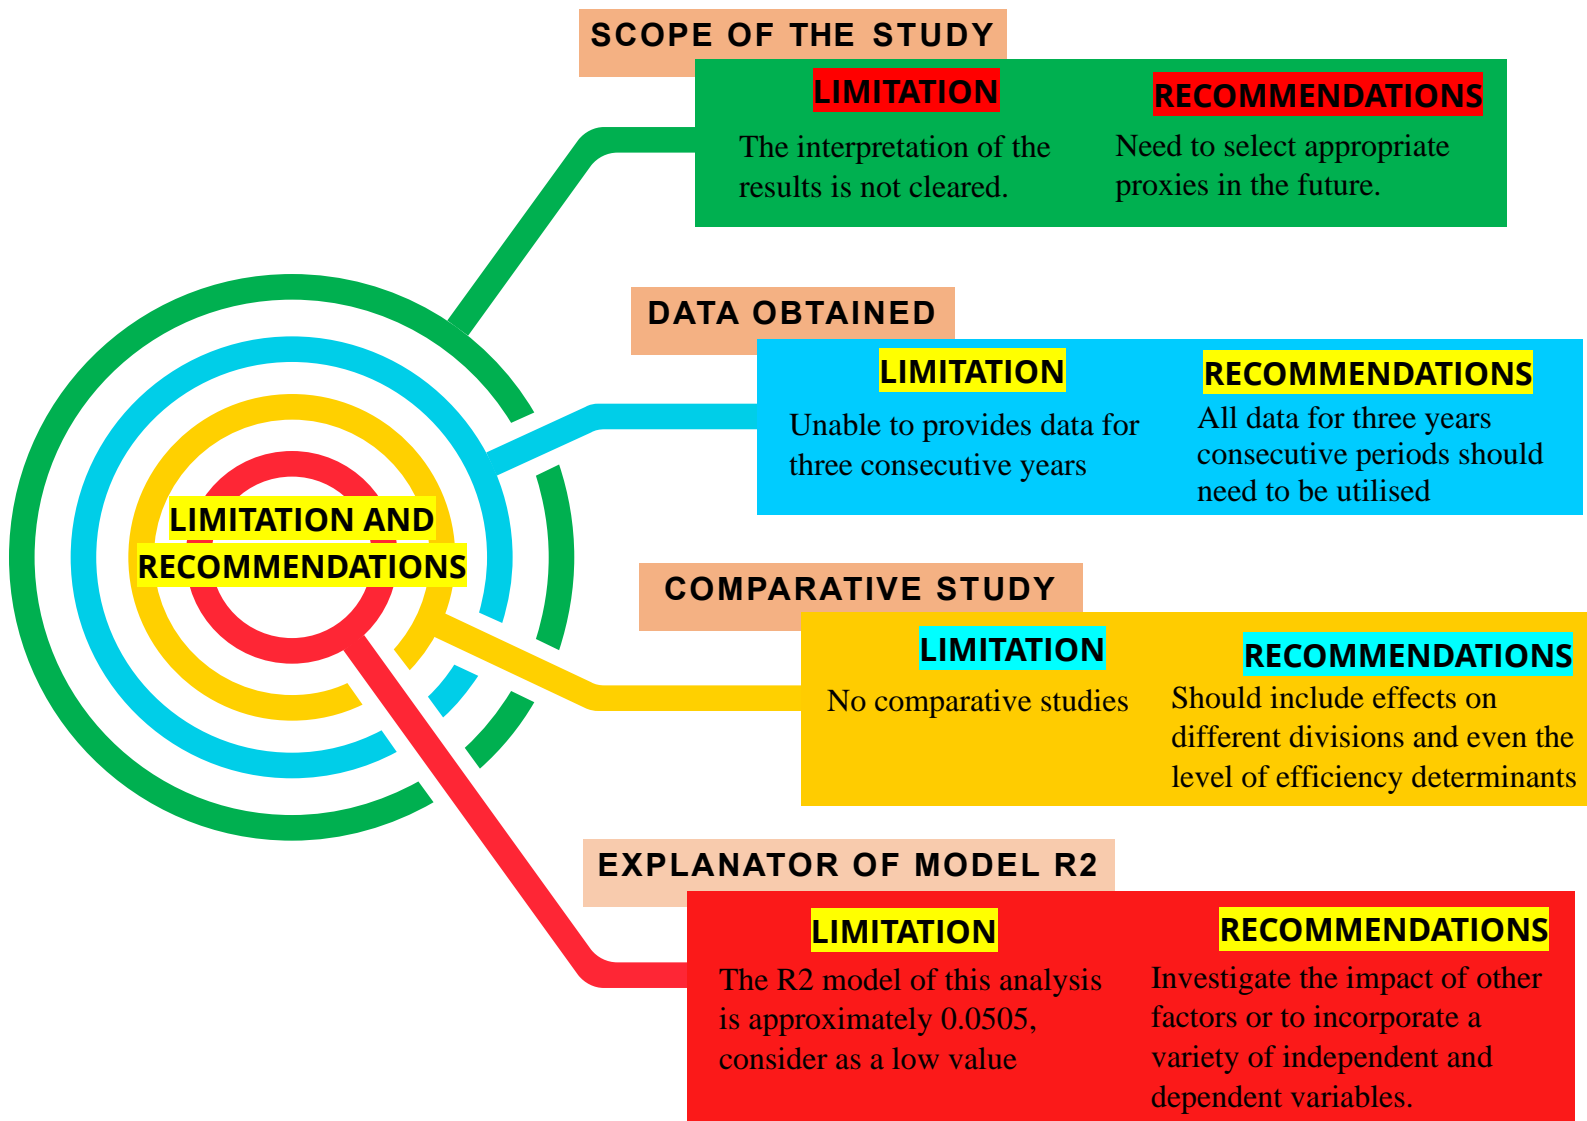 SCOPE OF THE STUDY
LIMITATION
The interpretation of the
results is not cleared.
RECOMMENDATIONS
Need to select appropriate
proxies in the future.
DATA OBTAINED
LIMITATION
Unable to provides data for
three consecutive years
RECOMMENDATIONS
All data for three years
consecutive periods should
need to be utilised
LIMITATION AND
RECOMMENDATIONS
COMPARATIVE STUDY
LIMITATION
No comparative studies
RECOMMENDATIONS
Should include effects on
different divisions and even the
level of efficiency determinants
EXPLANATOR OF MODEL R2
LIMITATION
The R2 model of this analysis
is approximately 0.0505,
consider as a low value
RECOMMENDATIONS
Investigate the impact of other
factors or to incorporate a
variety of independent and
dependent variables.